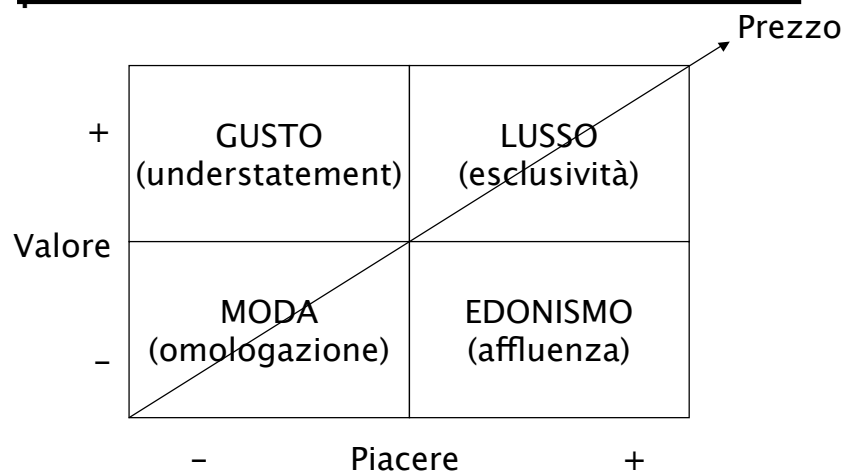 Prezzo
+
GUSTO
(understatement)
LUSSO
(esclusività)
Valore
MODA
(omologazione)
EDONISMO
(affluenza)
–
– Piacere +